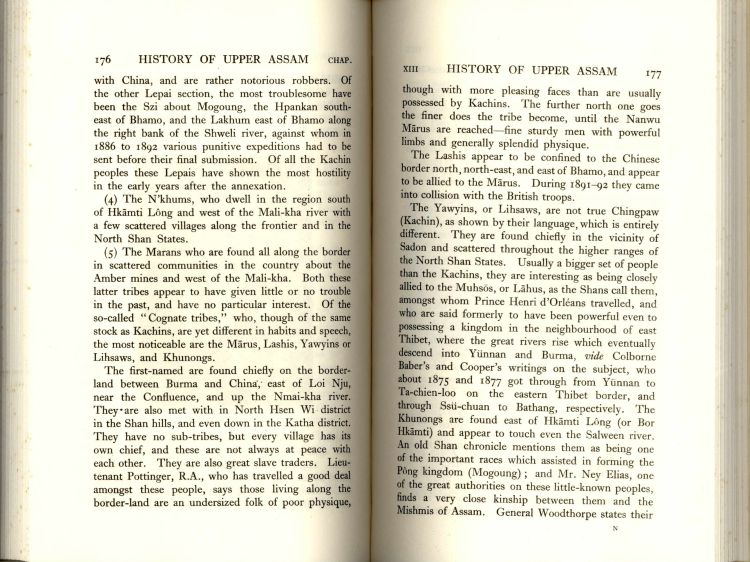 176 HISTORY OF UPPER ASSAM CHAP.
with China, and are rather notorious robbers. Of
the other Lepai section, the most troublesome have
been the Szi about Mogoung, the Hpankan south-
east of Bhamo, and the Lakhum east of Bhamo along
the right bank of the Shweli river, against whom in
1886 to 1892 various punitive expeditions had to be
sent before their final submission. Of all the Kachin
peoples these Lepais have shown the most hostility
in the early years after the annexation.
(4) The N'khums, who dwell in the region south
of Hkāmti Lông and west of the Mali-kha river with
a few scattered villages along the frontier and in the
North Shan States.
(5) The Marans who are found all along the border
in scattered communities in the country about the
Amber mines and west of the Mali-kha. Both these
latter tribes appear to have given little or no trouble
in the past, and have no particular interest. Of the
so-called "Cognate tribes," who, though of the same
stock as Kachins, are yet different in habits and speech,
the most noticeable are the Mārus, Lashis, Yawyins or
Lihsaws, and Khunongs.
The first-named are found chiefly on the border-
land between Burma and China, east of Loi Nju,
near the Confluence, and up the Nmai-kha river.
They are also met with in North Hsen Wi district
in the Shan hills, and even down in the Katha district.
They have no sub-tribes, but every village has its
own chief, and these are not always at peace with
each other. They are also great slave traders. Lieu-
tenant Pottinger, R.A., who has travelled a good deal
amongst these people, says those living along the
border-land are an undersized folk of poor physique,
XIII HISTORY OF UPPER ASSAM 177
though with more pleasing faces than are usually
possessed by Kachins. The further north one goes
the finer does the tribe become, until the Nanwu
Mārus are reached—fine sturdy men with powerful
limbs and generally splendid physique.
The Lashis appear to be confined to the Chinese
border north, north-east, and east of Bhamo, and appear
to be allied to the Mārus. During 1891–92 they came
into collision with the British troops.
The Yawyins, or Lihsaws, are not true Chingpaw
(Kachin), as shown by their language, which is entirely
different. They are found chiefly in the vicinity of
Sadon and scattered throughout the higher ranges of
the North Shan States. Usually a bigger set of people
than the Kachins, they are interesting as being closely
allied to the Muhsös, or Lāhus, as the Shans call them,
amongst whom Prince Henri d'Orléans travelled, and
who are said formerly to have been powerful even to
possessing a kingdom in the neighbourhood of east
Thibet, where the great rivers rise which eventually
descend into Yünnan and Burma, vide Colborne
Baber's and Cooper's writings on the subject, who
about 1875 and 1877 got through from Yünnan to
Ta-chien-loo on the eastern Thibet border, and
through Ssü-chuan to Bathang, respectively. The
Khunongs are found east of Hkāmti Lông (or Bor
Hkāmti) and appear to touch even the Salween river.
An old Shan chronicle mentions them as being one
of the important races which assisted in forming the
Pông kingdom (Mogoung); and Mr. Ney Elias, one
of the great authorities on these little-known peoples,
finds a very close kinship between them and the
Mishmis of Assam. General Woodthorpe states their
N